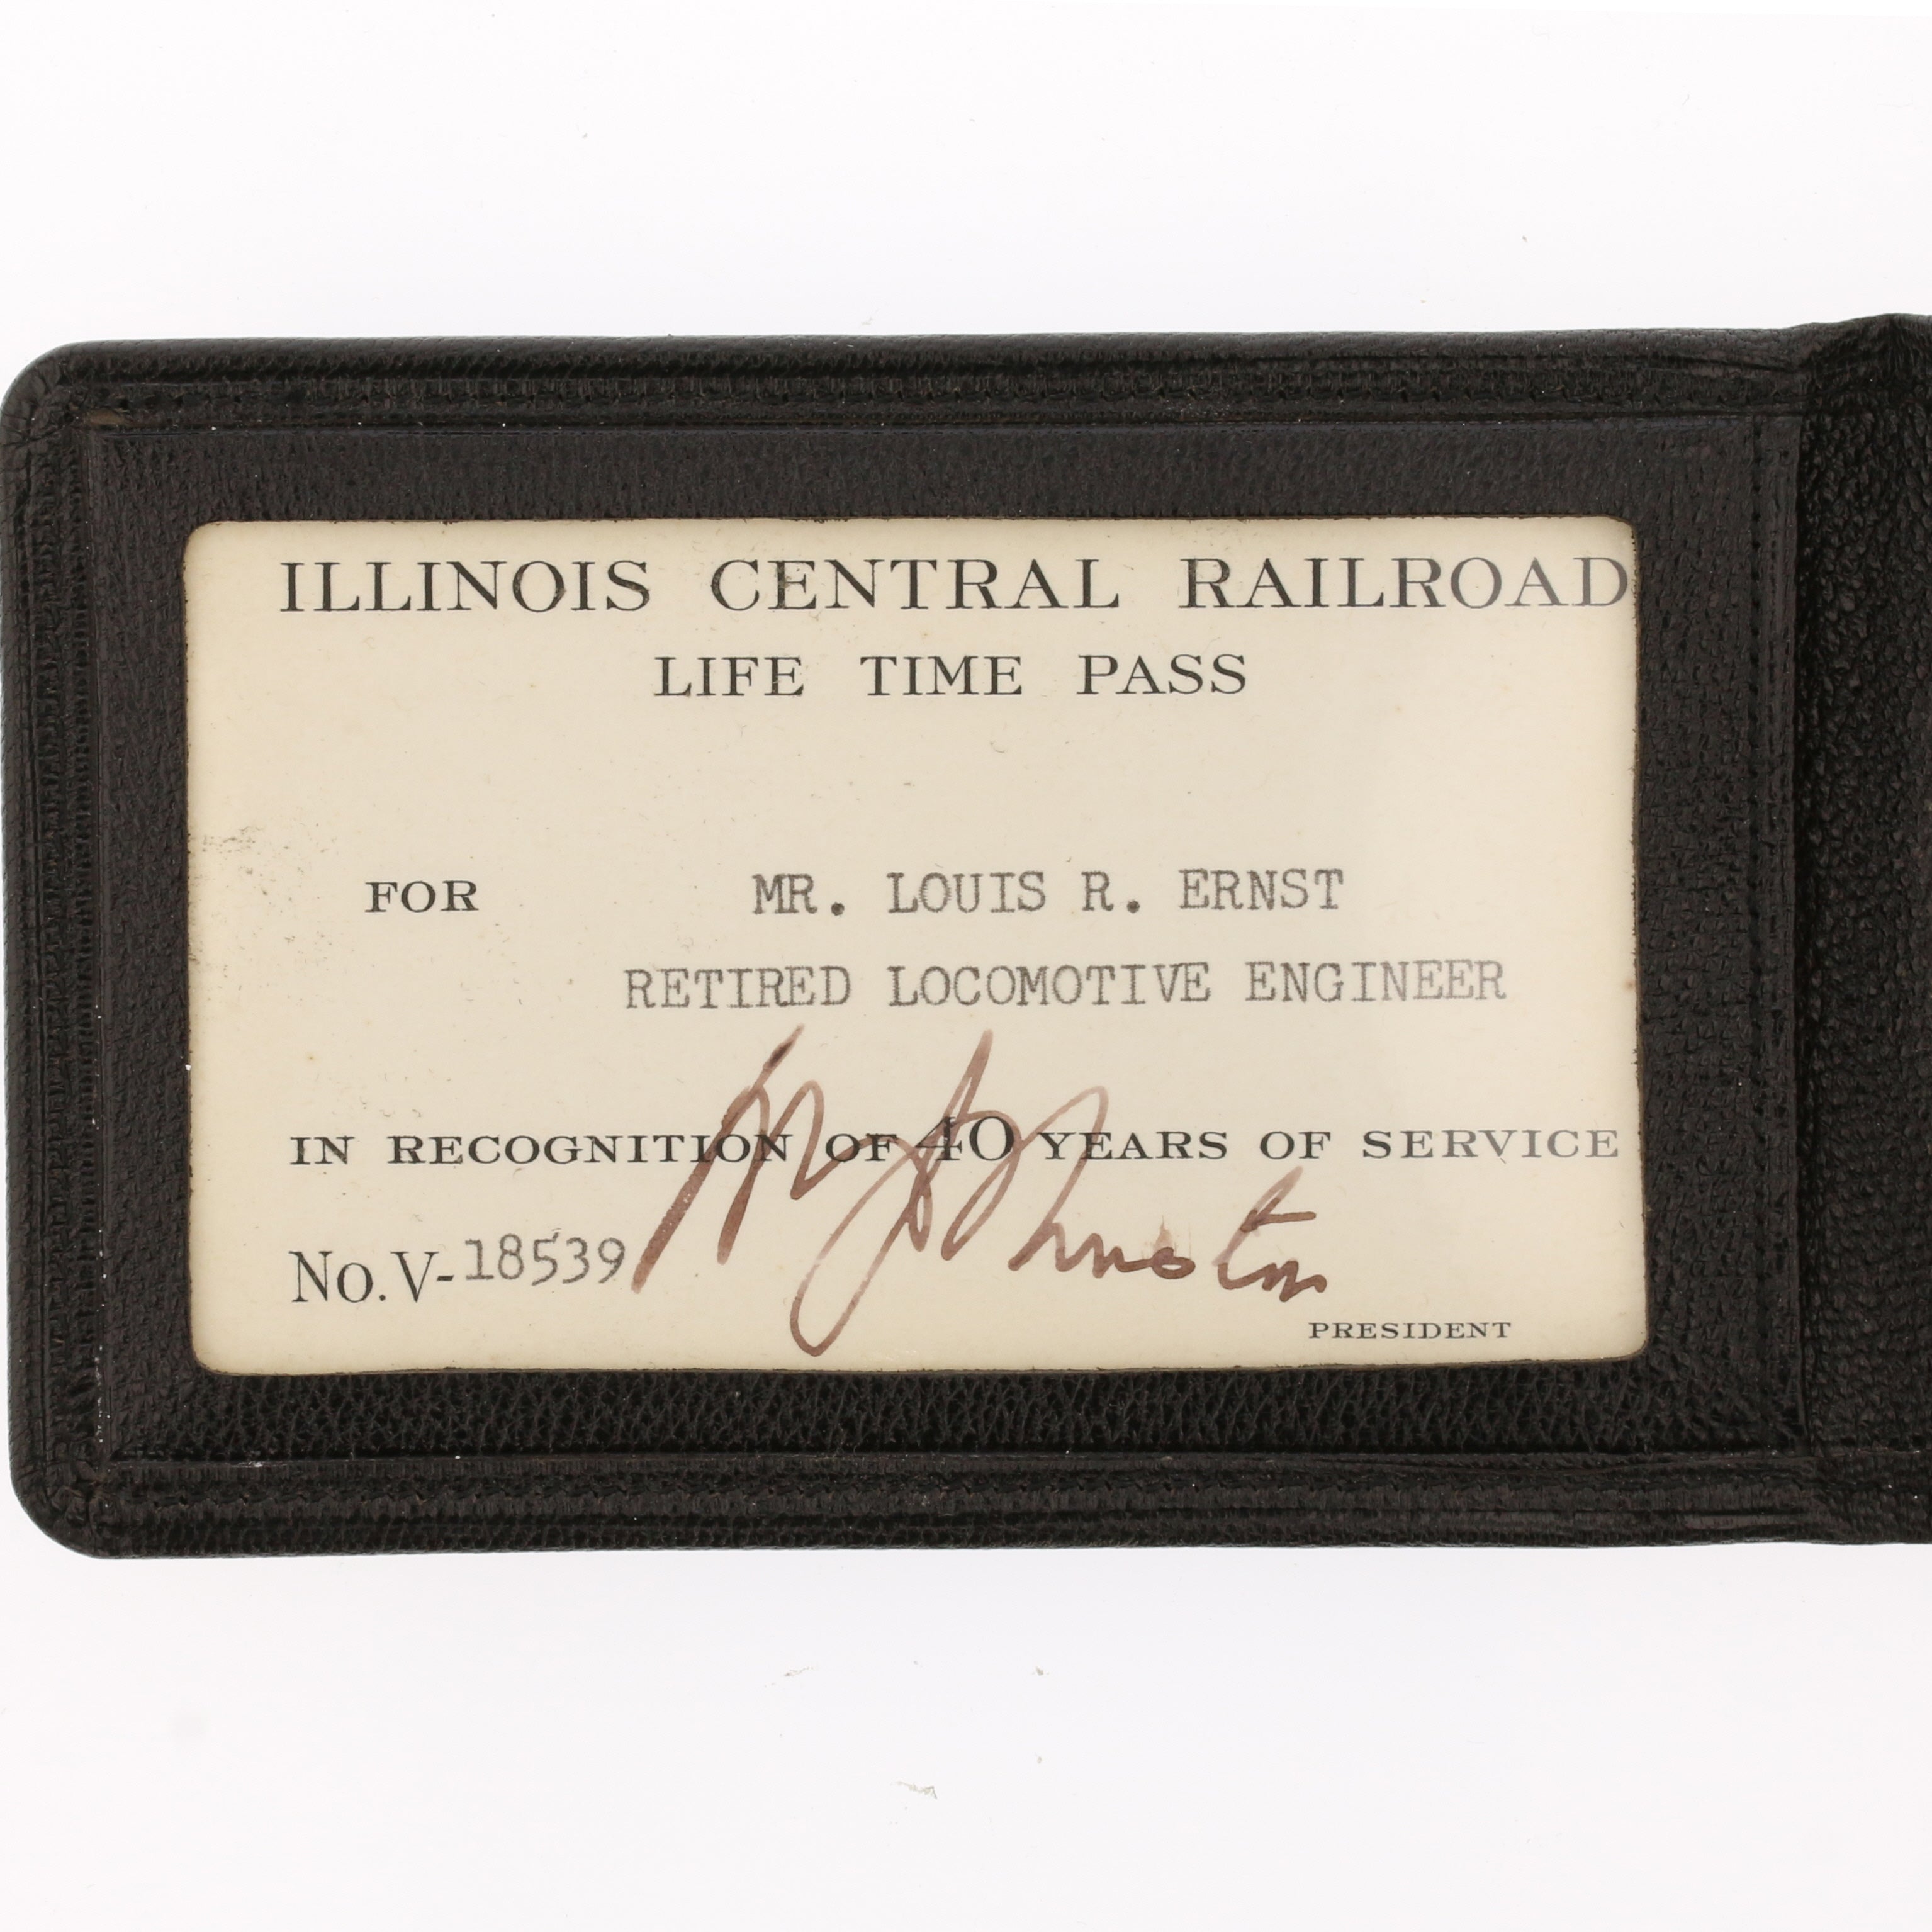 ILLINOIS CENTRAL RAILROAD
LIFE TIME PASS
FOR MR. LOUIS R. ERNST
RETIRED LOCOMOTIVE ENGINEER
IN RECOGNITION OF 40 YEARS OF SERVICE
No. V-18539 Johnston
PRESIDENT